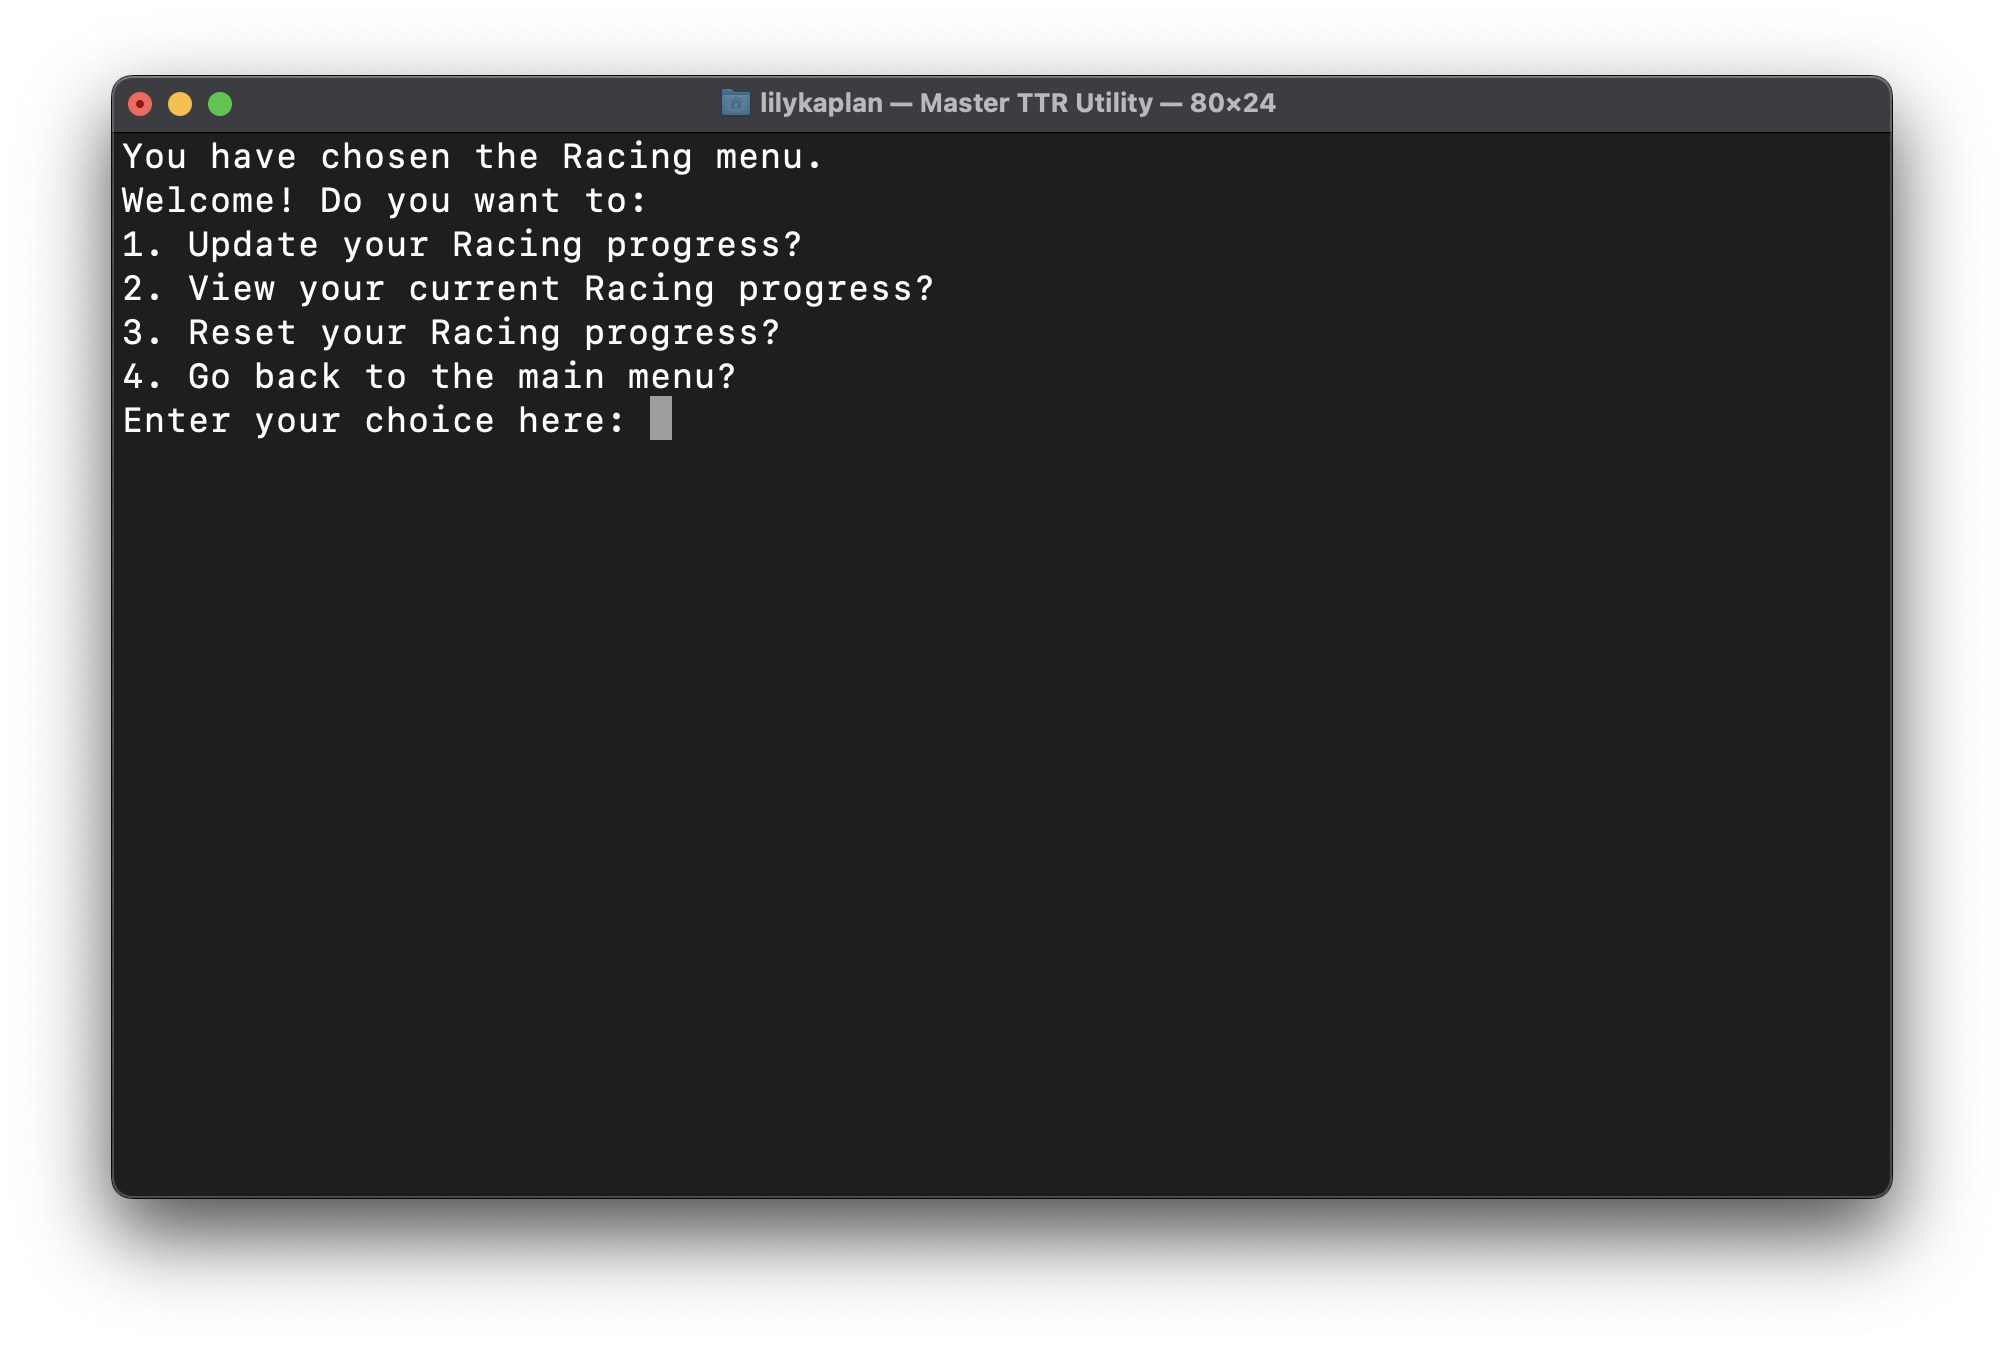 lilykaplan — Master TTR Utility — 80×24
You have chosen the Racing menu.
Welcome! Do you want to:
1. Update your Racing progress?
2. View your current Racing progress?
3. Reset your Racing progress?
4. Go back to the main menu?
Enter your choice here: